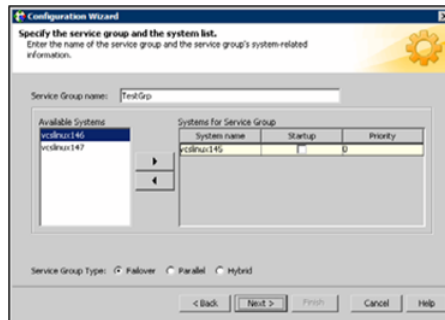 Configuration Wizard
Specify the service group and the system list.
Enter the name of the service group and the service group's system-related
information.
Service Group name: TestGrp
Available Systems
vcslinux146
vcslinux147
Systems for Service Group
System name Startup Priority
vcslinux145 0
Service Group Type: Failover Parallel Hybrid
< Back Next > Finish Cancel Help